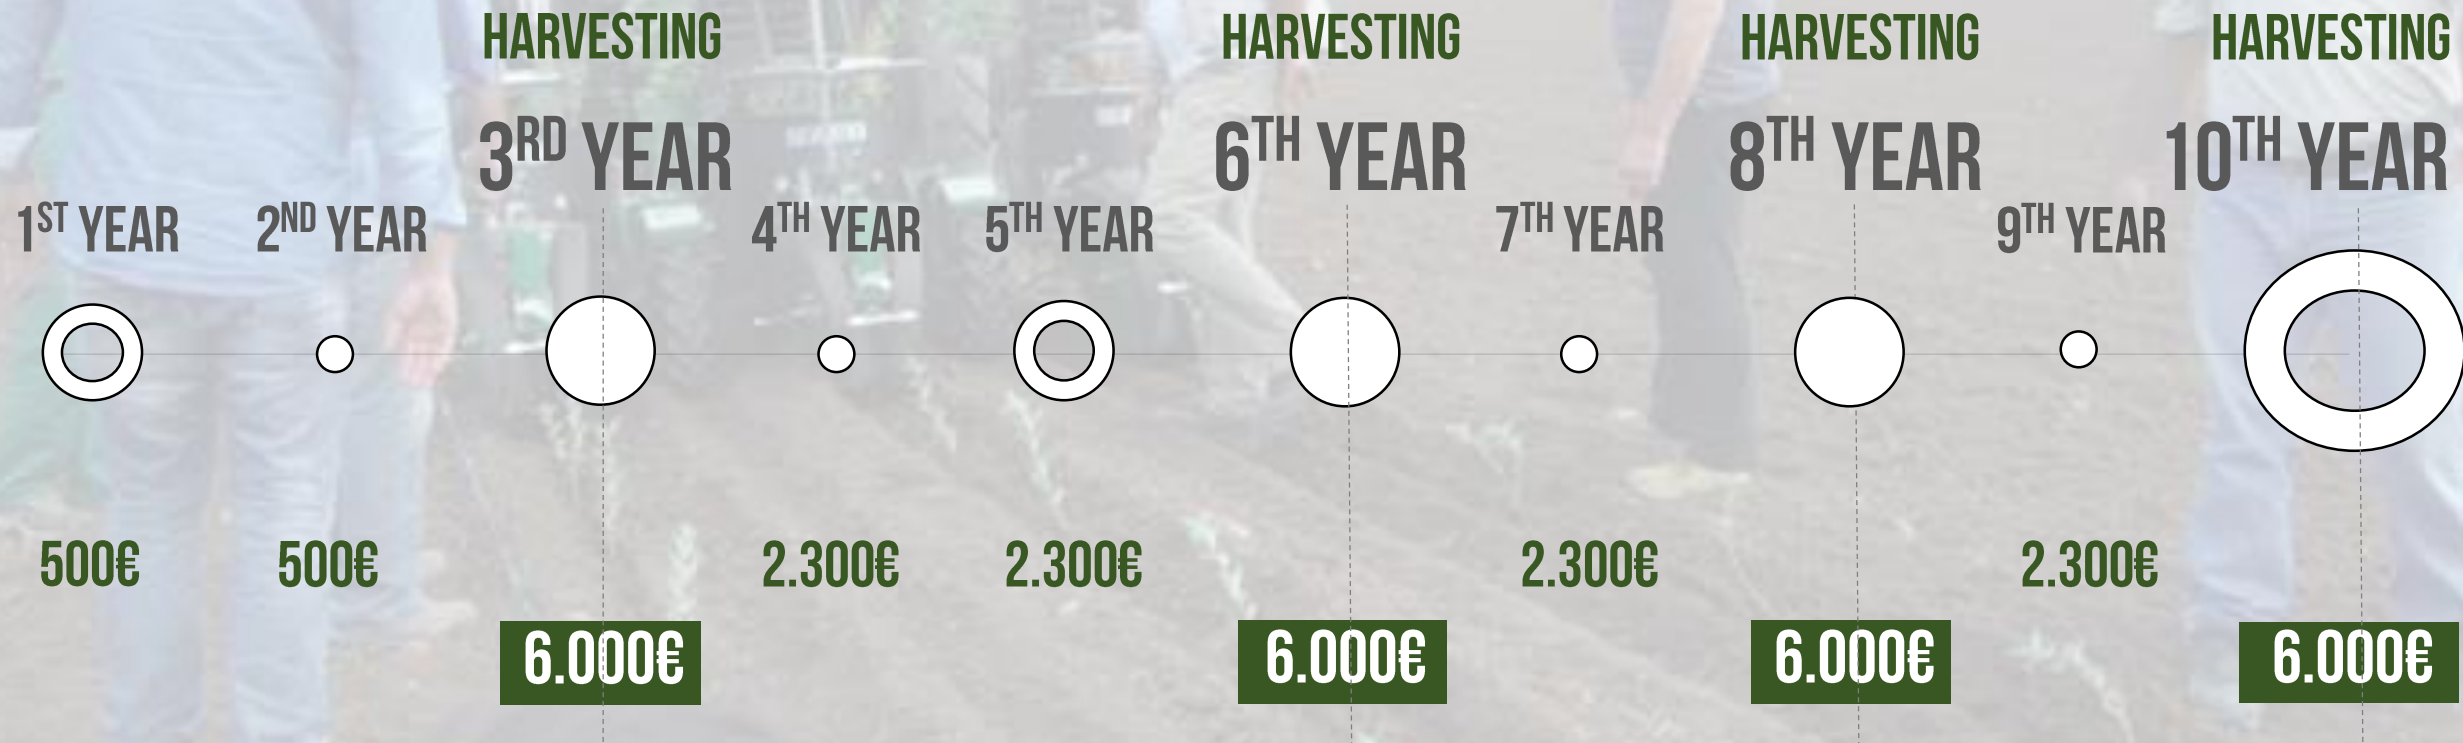 HARVESTING HARVESTING HARVESTING HARVESTING
3RD YEAR 6TH YEAR 8TH YEAR 10TH YEAR
1ST YEAR 2ND YEAR 4TH YEAR 5TH YEAR 7TH YEAR 9TH YEAR
500€ 500€ 2.300€ 2.300€ 2.300€ 2.300€
6.000€ 6.000€ 6.000€ 6.000€